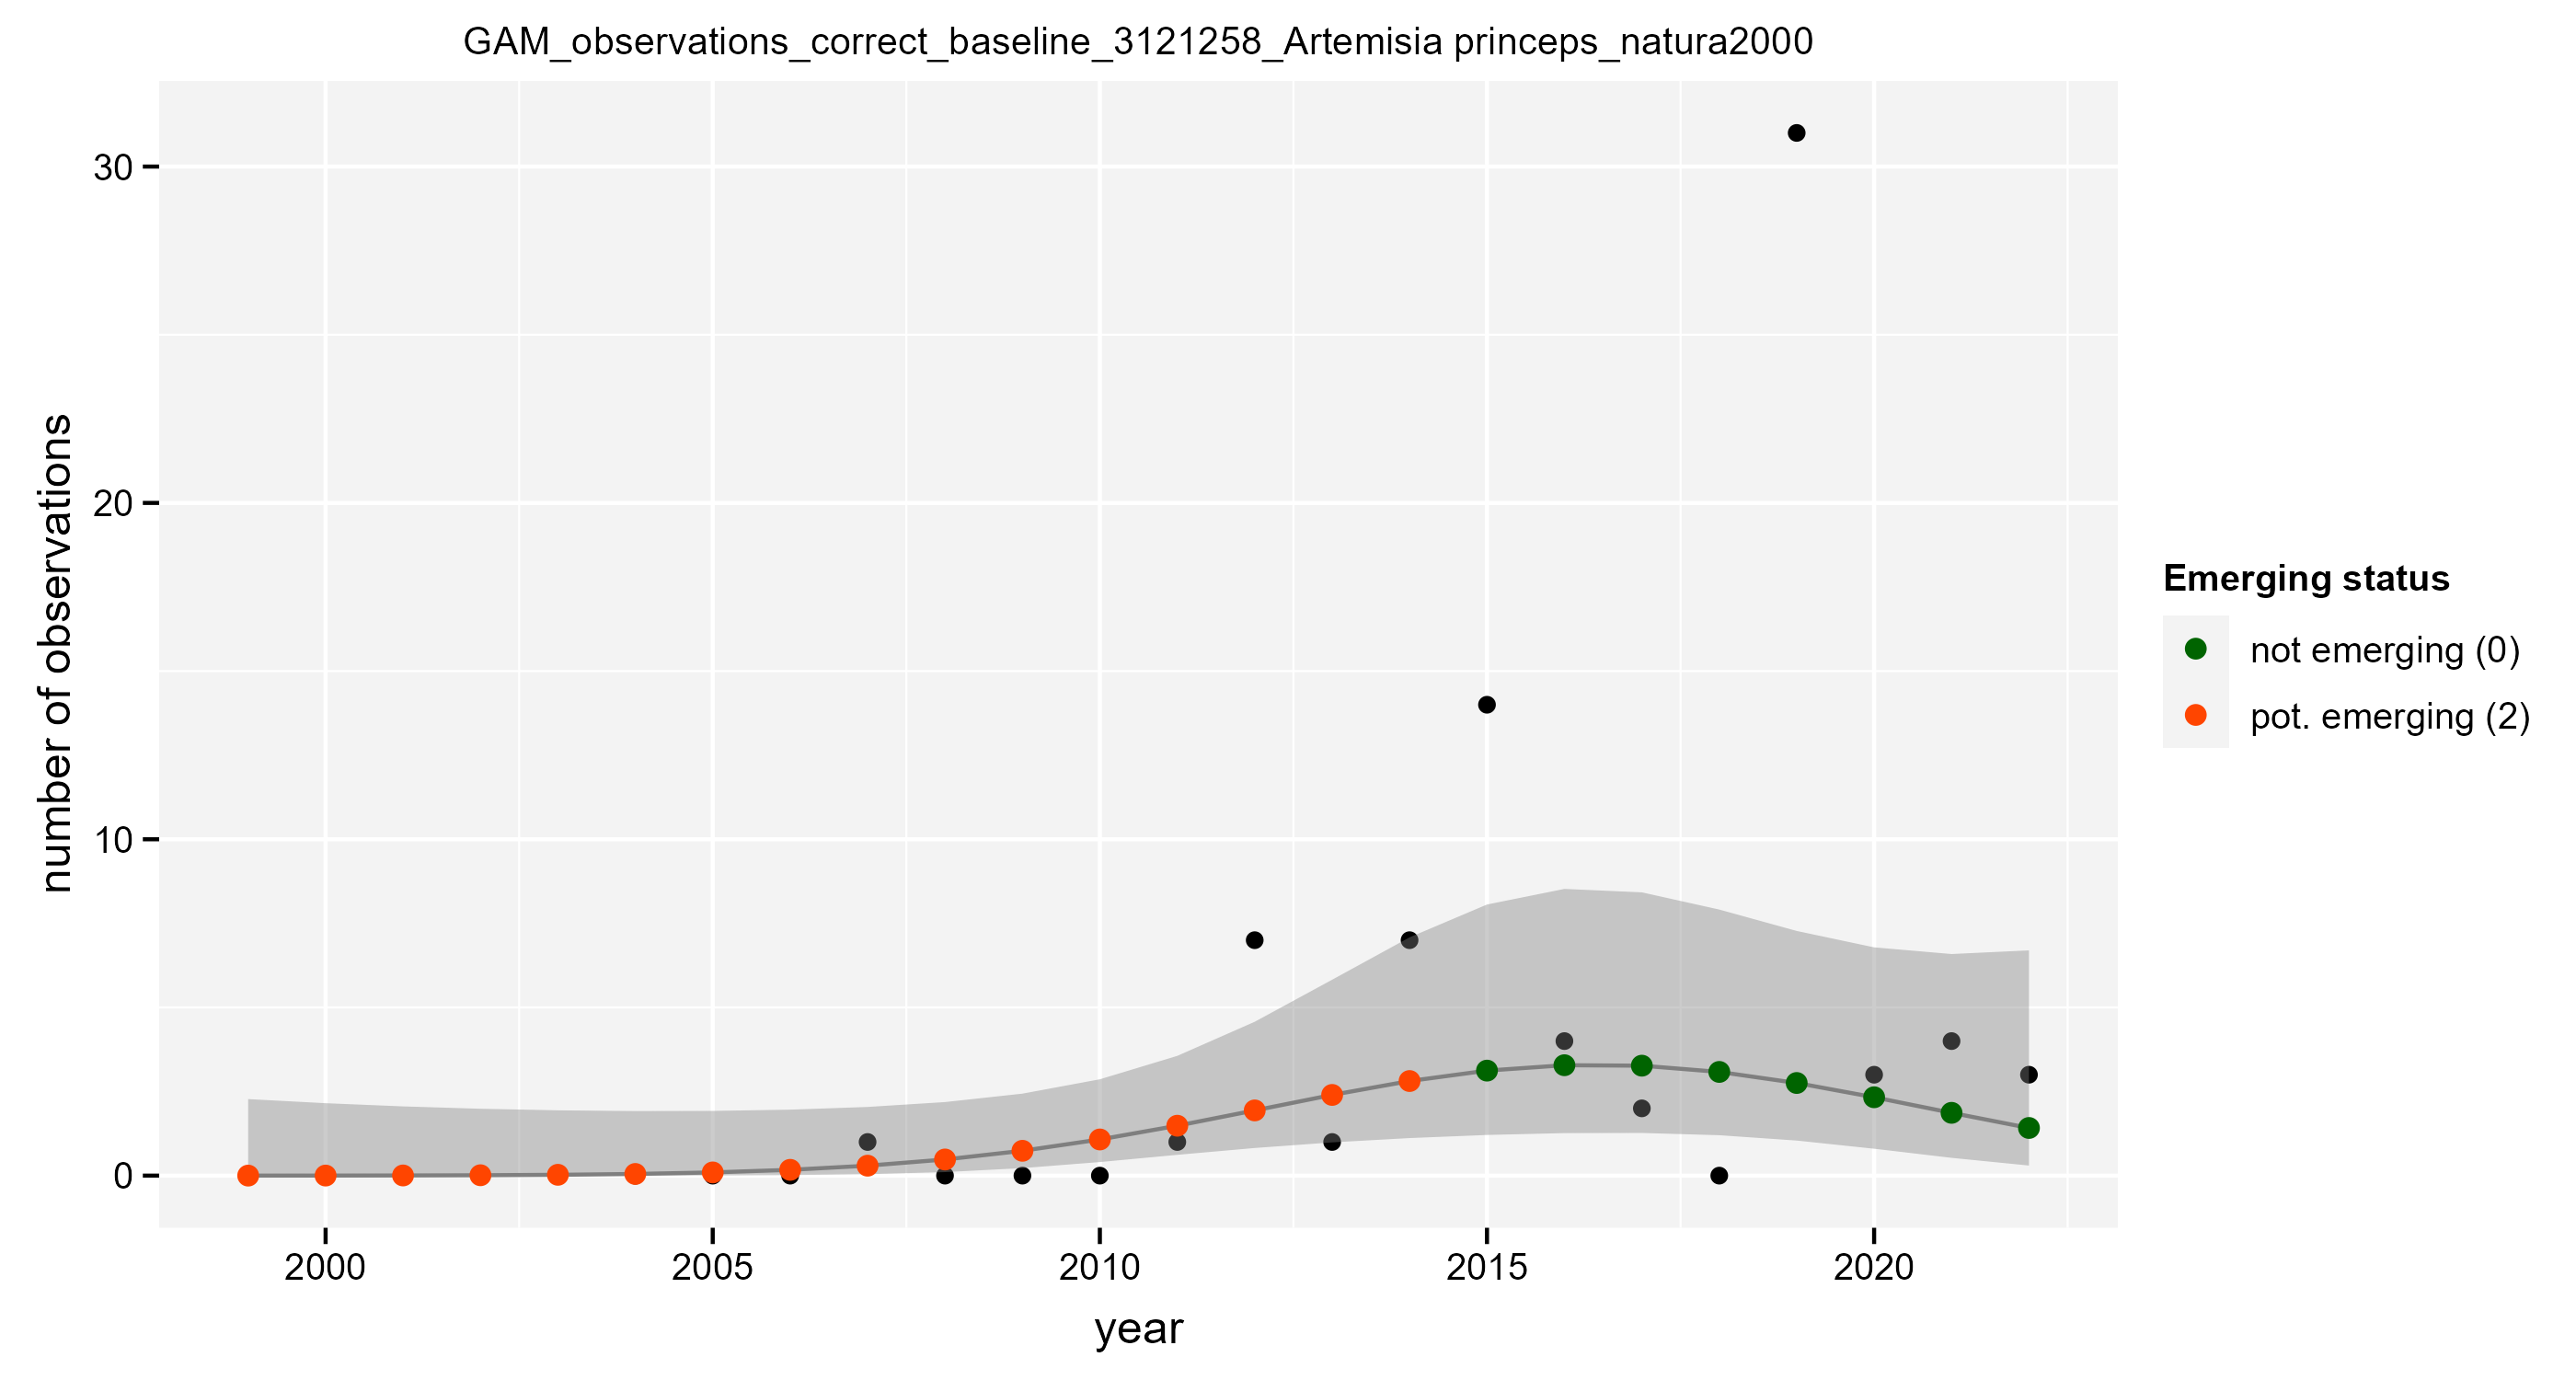 GAM_observations_correct_baseline_3121258_Artemisia princeps_natura2000
30
20
10
0
number of observations
2000 2005 2010 2015 2020
year
Emerging status
not emerging (0)
pot. emerging (2)